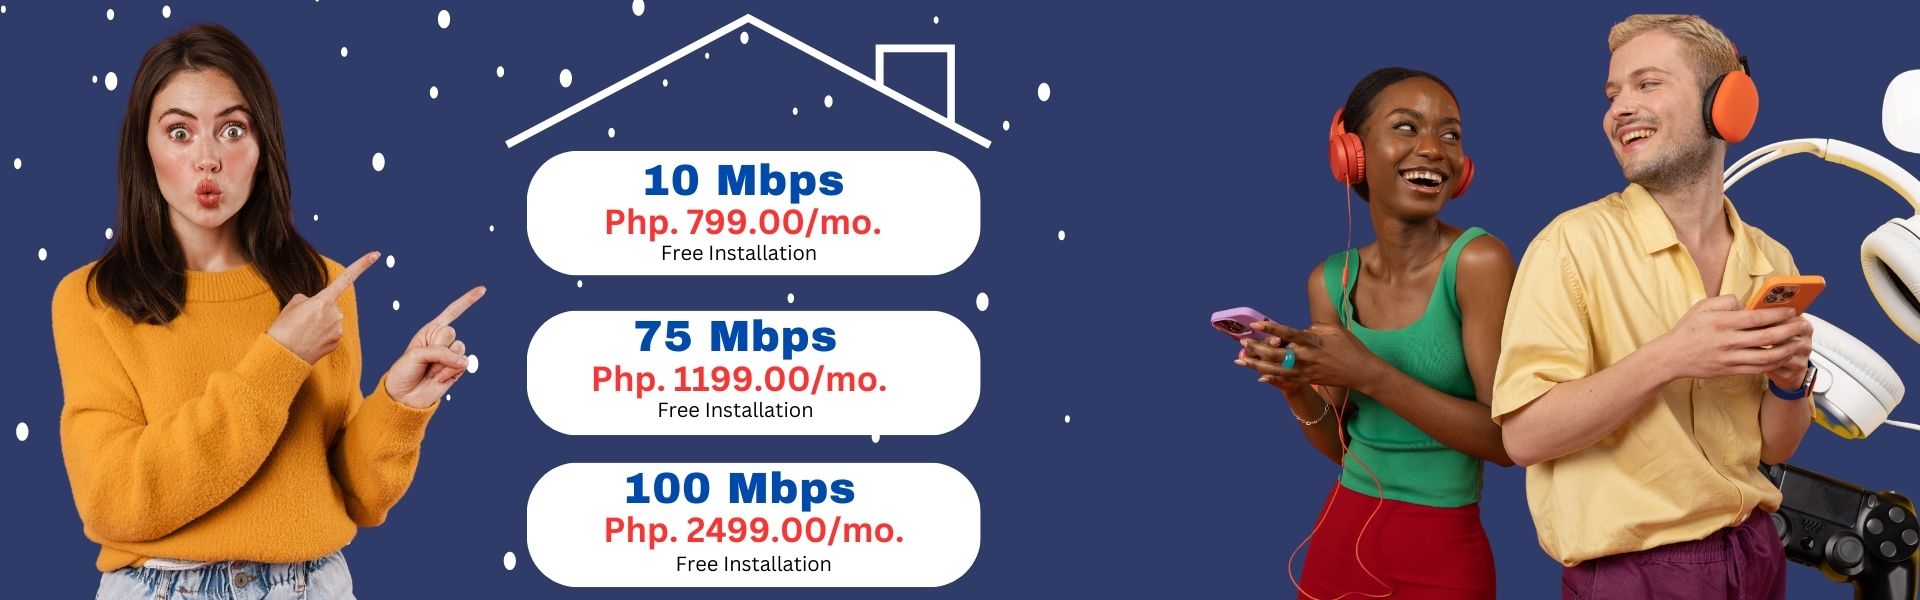 10 Mbps
Php. 799.00/mo.
Free Installation
75 Mbps
Php. 1199.00/mo.
Free Installation
100 Mbps
Php. 2499.00/mo.
Free Installation